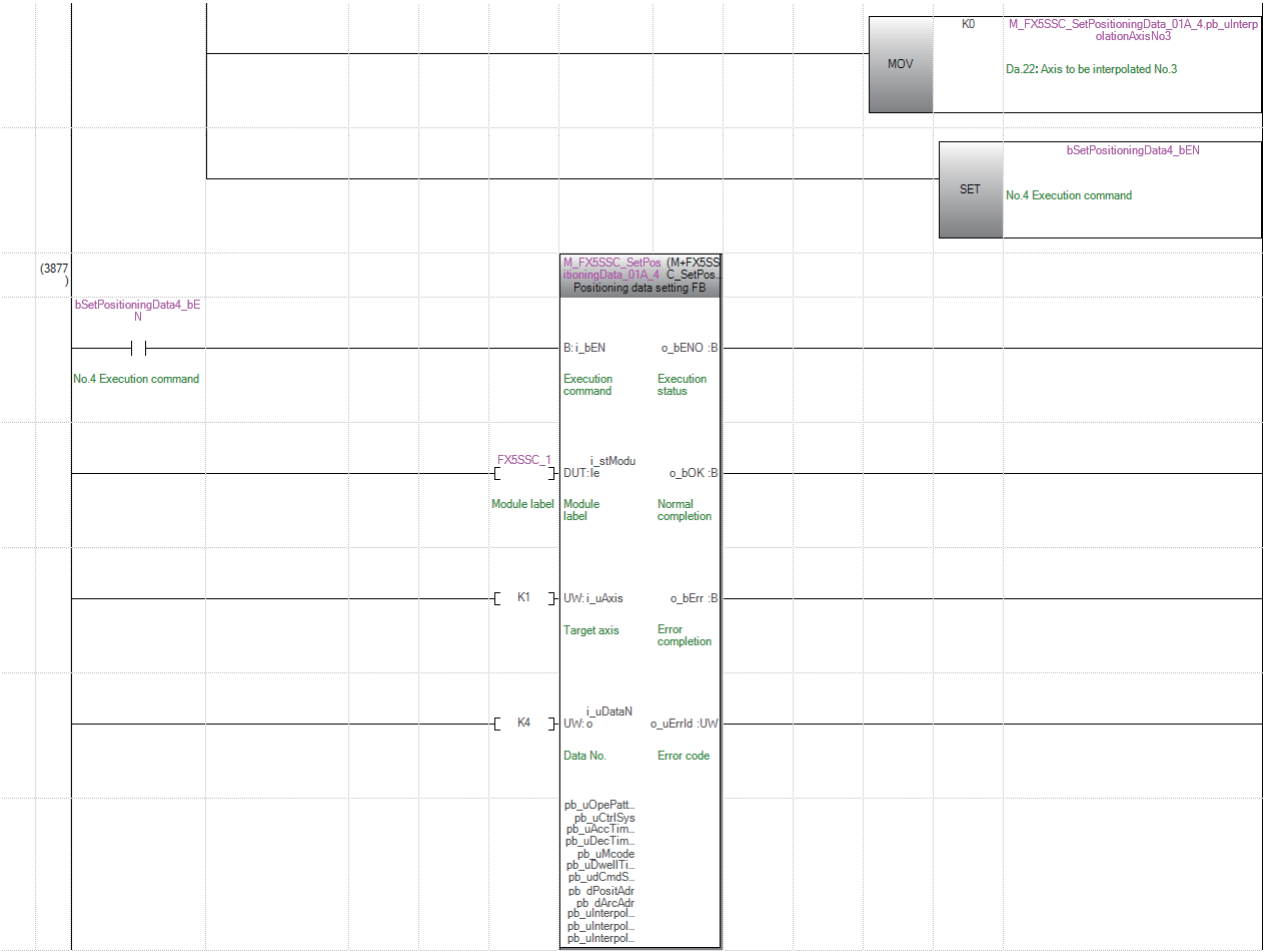 K0
M_FX5SSC_SetPositioningData_01A_4.pb_uInterp
olationAxisNo3
MOV
Da.22: Axis to be interpolated No.3
bSetPositioningData4_bEN
SET
No.4 Execution command
(3877
)
M_FX5SSC_SetPos (M+FX5SS
itioningData_01A_4 C_SetPos..
Positioning data setting FB
bSetPositioningData4_bE
N
B: i_bEN o_bENO :B
No.4 Execution command
Execution Execution
command status
FX5SSC_1
i_stModu
DUT: le o_bOK :B
Module label
Module Normal
label completion
K1
UW: i_uAxis o_bErr :B
Target axis Error
completion
i_uDataN
K4
UW: o o_uErrId :UW
Data No. Error code
pb_uOpePatt...
pb_uCtrlSys
pb_uAccTim...
pb_uDecTim...
pb_uMcode
pb_uDwellTi...
pb_udCmdS...
pb_dPositAdr
pb_dArcAdr
pb_uInterpol...
pb_uInterpol...
pb_uInterpol...